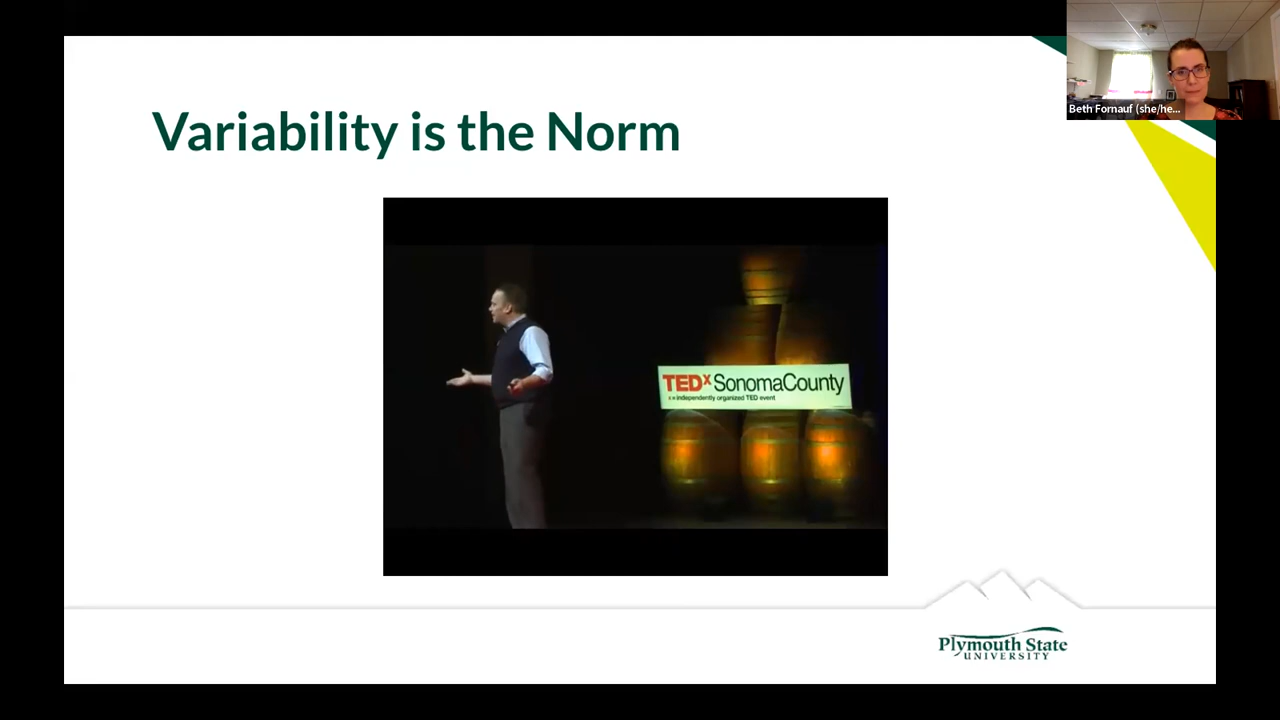 Beth Fornauf (she/he...
Variability is the Norm
TEDx SonomaCounty
x = independently organized TED event
Plymouth State
UNIVERSITY